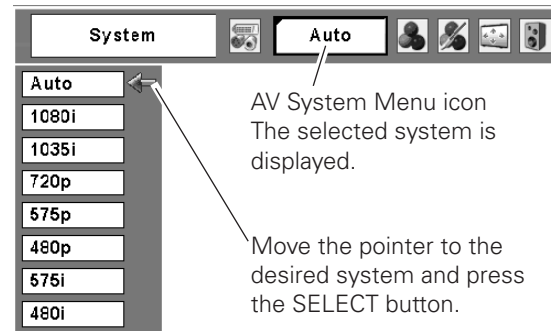 System
Auto
Auto
1080i
1035i
720p
575p
480p
575i
480i
AV System Menu icon
The selected system is
displayed.
Move the pointer to the
desired system and press
the SELECT button.